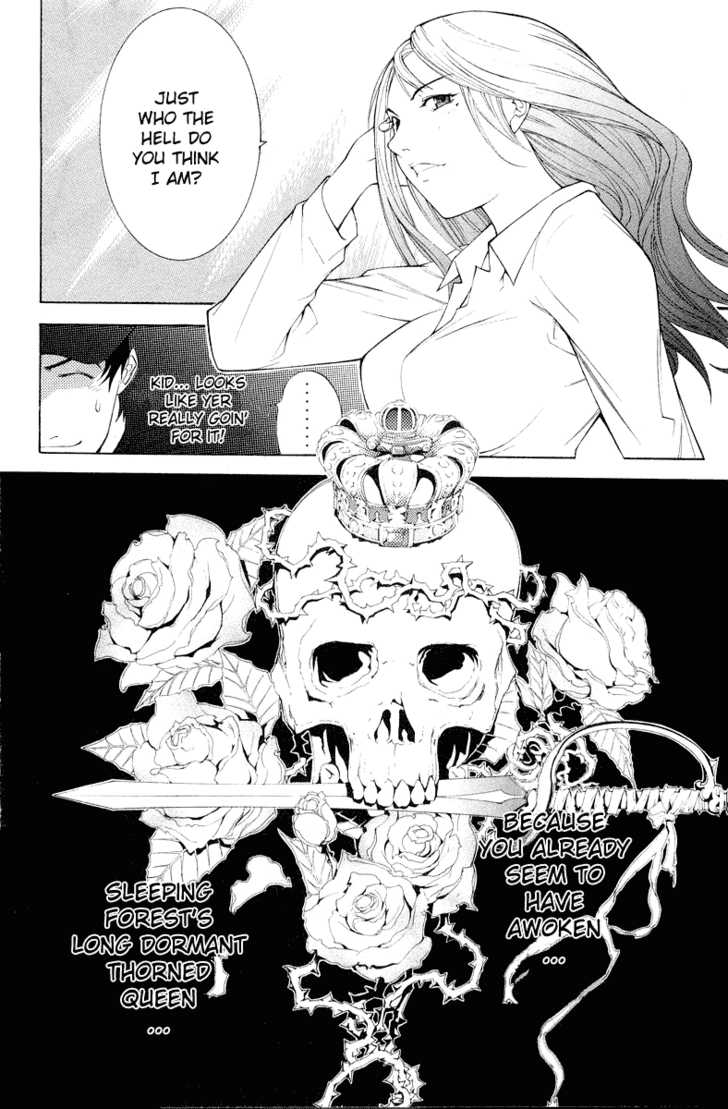 JUST
WHO THE
HELL DO
YOU THINK
I AM?
......
KID... LOOKS
LIKE YER
REALLY GOIN'
FOR IT!
BECAUSE
YOU ALREADY
SEEM TO
HAVE
AWOKEN
...
SLEEPING
FOREST'S
LONG DORMANT
THORNED
QUEEN
...